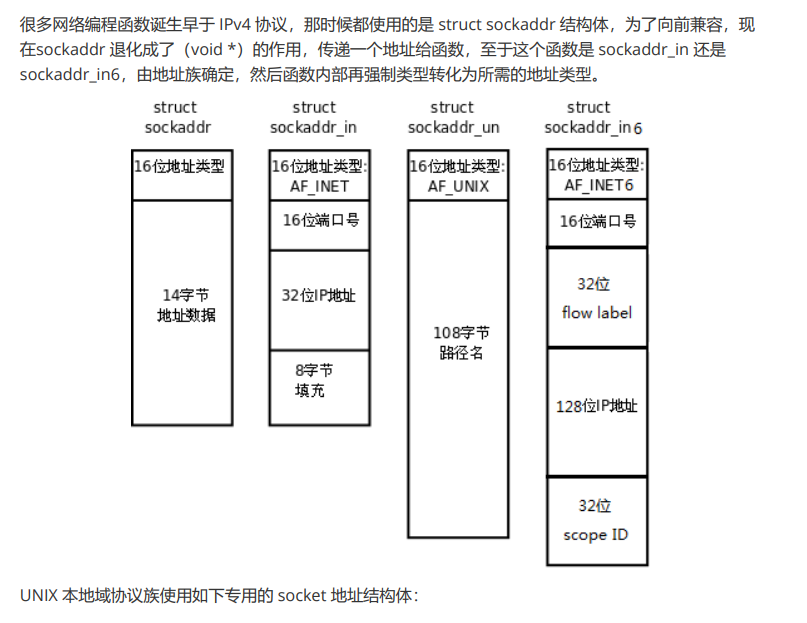 很多网络编程函数诞生早于 IPv4 协议，那时候都使用的是 struct sockaddr 结构体，为了向前兼容，现
在sockaddr 退化成了（void *）的作用，传递一个地址给函数，至于这个函数是 sockaddr_in 还是
sockaddr_in6，由地址族确定，然后函数内部再强制类型转化为所需的地址类型。
struct
sockaddr
16位地址类型
14字节
地址数据
struct
sockaddr_in
16位地址类型:
AF_INET
16位端口号
32位IP地址
8字节
填充
struct
sockaddr_un
16位地址类型:
AF_UNIX
108字节
路径名
struct
sockaddr_in6
16位地址类型:
AF_INET6
16位端口号
32位
flow label
128位IP地址
32位
scope ID
UNIX 本地域协议族使用如下专用的 socket 地址结构体：